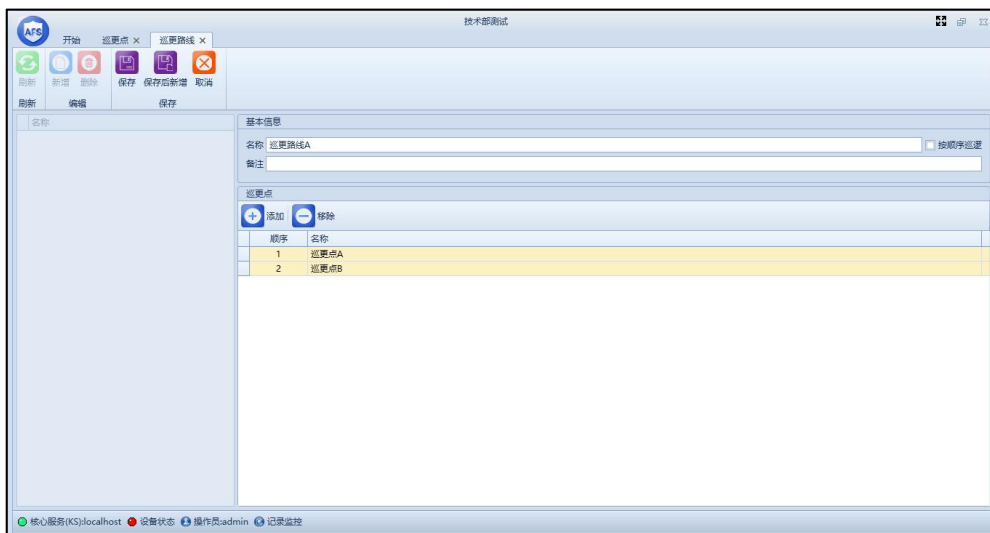 技术部测试
AFS
开始 巡更点 巡更路线
刷新 新增 删除 保存 保存后新增 取消
刷新 编辑 保存
名称
基本信息
名称 巡更路线A 按顺序巡逻
备注
巡更点
添加 移除
顺序 名称
1 巡更点A
2 巡更点B
核心服务(KS):localhost 设备状态 操作员:admin 记录监控